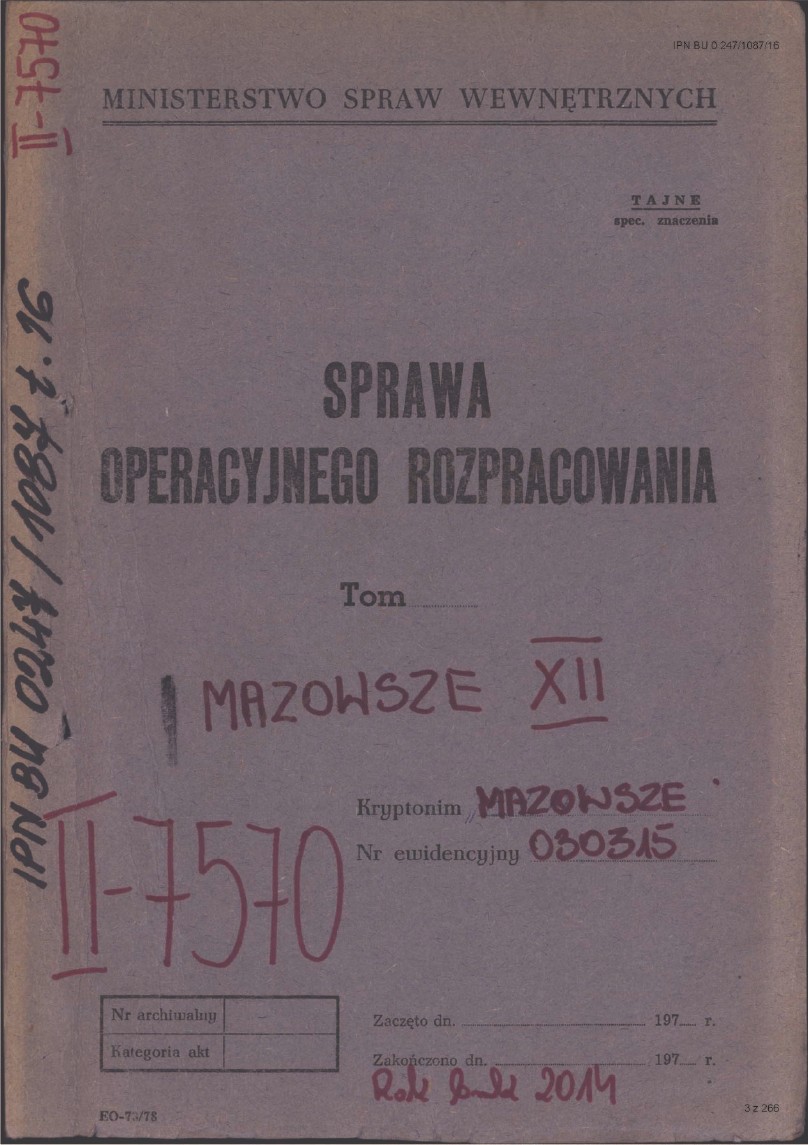 IPN BU 0 247/1087/16
II-7570
MINISTERSTWO SPRAW WEWNĘTRZNYCH
TAJNE
spec. znaczenia
IPN BU 0247/1087 t. 16
SPRAWA
OPERACYJNEGO ROZPRACOWANIA
Tom
MAZOWSZE XII
Kryptonim „MAZOWSZE"
Nr ewidencyjny 030315
II-7570
Nr archiwalny
Kategoria akt
Zaczęto dn. 197 r.
Zakończono dn. 197 r.
Rok 2014
EO-73/78
3 z 266